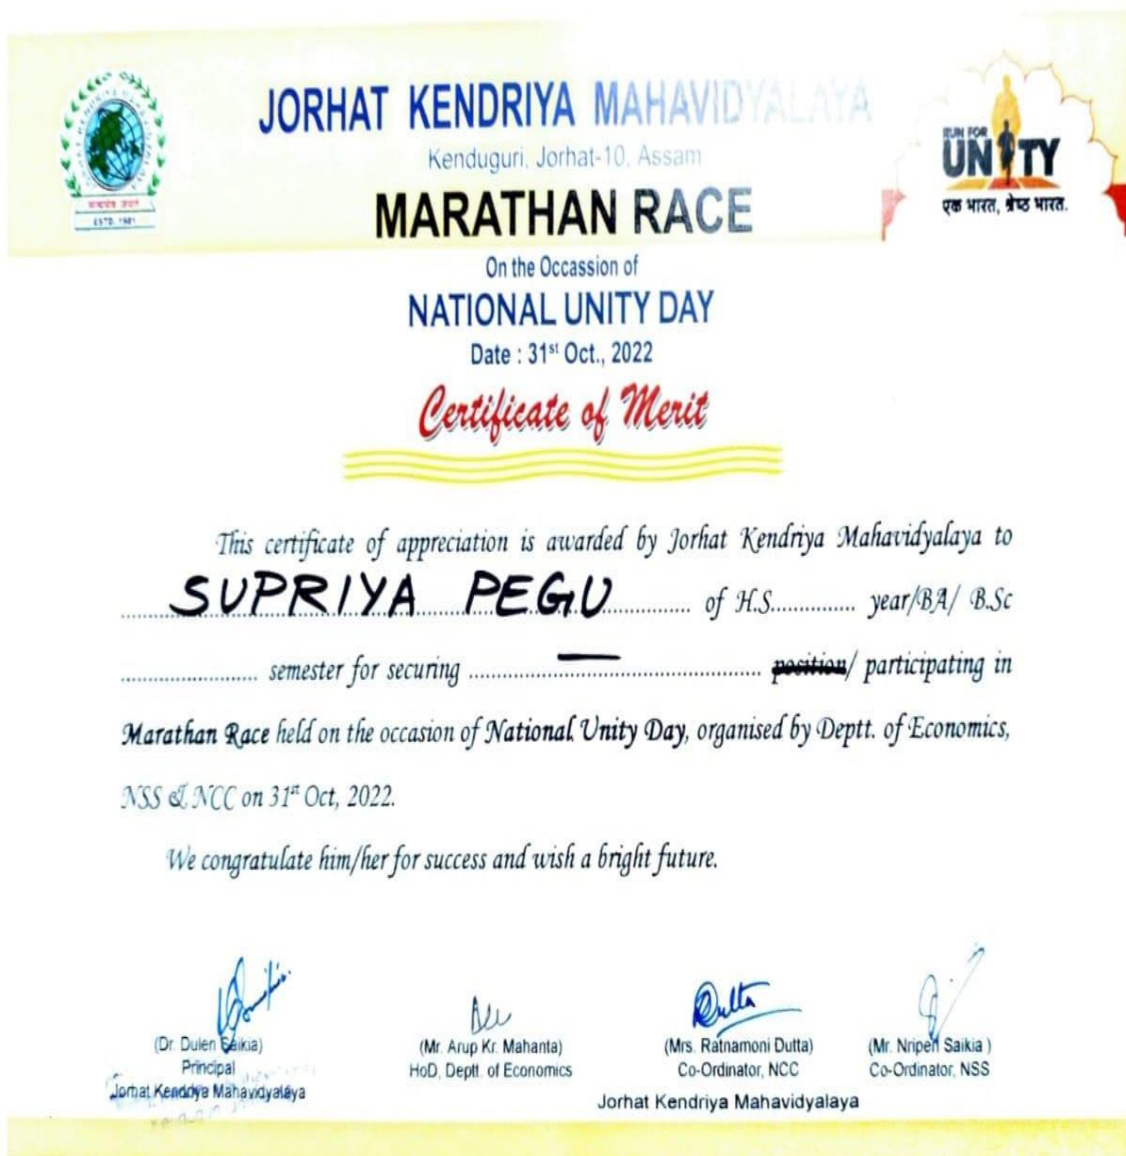 JORHAT KENDRIYA MAHAVIDYALAYA
Kenduguri, Jorhat-10, Assam
RUN FOR
UNITY
एक भारत, श्रेष्ठ भारत.
ESTD. 1981
MARATHAN RACE
On the Occassion of
NATIONAL UNITY DAY
Date : 31st Oct., 2022
Certificate of Merit
This certificate of appreciation is awarded by Jorhat Kendriya Mahavidyalaya to
SUPRIYA PEGU of H.S............... year/BA/ B.Sc
........................ semester for securing ........ — ........ position/ participating in
Marathan Race held on the occasion of National Unity Day, organised by Deptt. of Economics,
NSS & NCC on 31st Oct, 2022.
We congratulate him/her for success and wish a bright future.
Dutta
(Dr. Dulen Saikia) (Mr. Arup Kr. Mahanta) (Mrs. Ratnamoni Dutta) (Mr. Nripen Saikia )
Principal HoD, Deptt. of Economics Co-Ordinator, NCC Co-Ordinator, NSS
Jorhat Kendriya Mahavidyalaya Jorhat Kendriya Mahavidyalaya